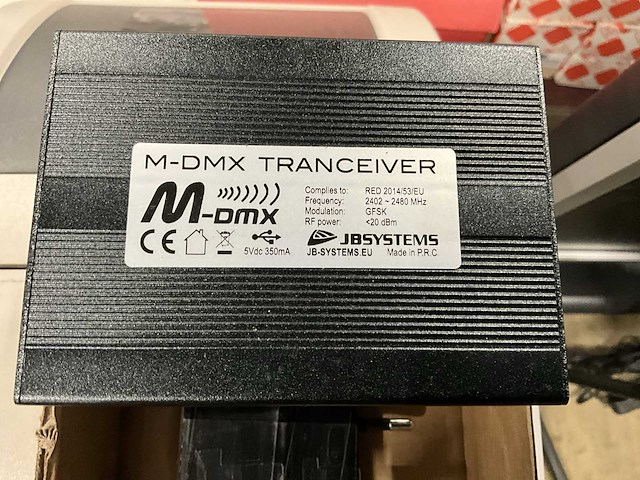 M-DMX TRANCEIVER
M-DMX
Complies to: RED 2014/53/EU
Frequency: 2402 ~ 2480 MHz
Modulation: GFSK
RF power: <20 dBm
CE
5Vdc 350mA
JBSYSTEMS
JB-SYSTEMS.EU Made in P.R.C.